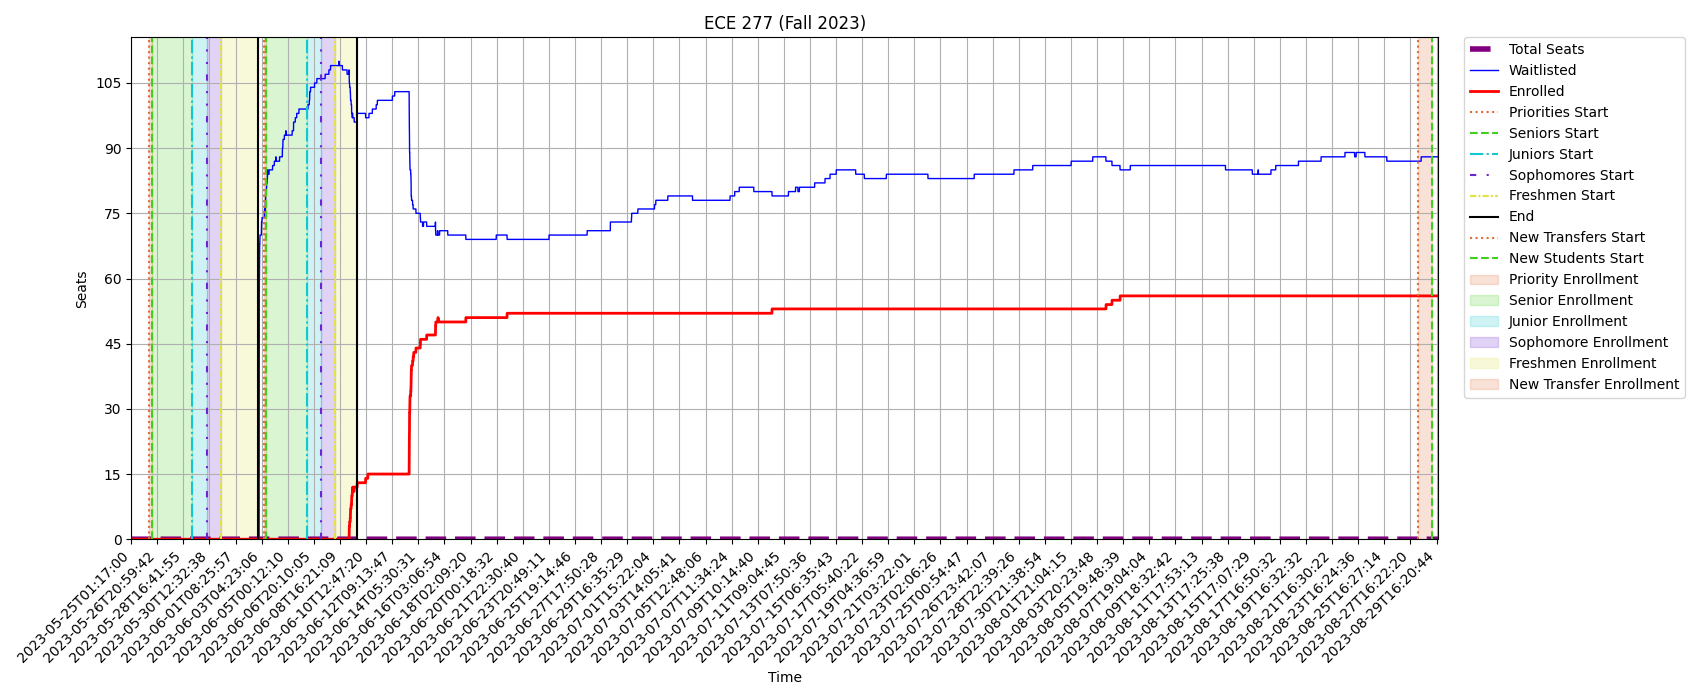 ECE 277 (Fall 2023)
Seats
105
90
75
60
45
30
15
0
2023-05-25T01:17:00
2023-05-26T20:59:42
2023-05-28T16:41:55
2023-05-30T12:32:38
2023-06-01T08:25:57
2023-06-03T04:23:06
2023-06-05T00:12:10
2023-06-06T20:10:05
2023-06-08T16:21:09
2023-06-10T12:47:20
2023-06-12T09:13:47
2023-06-14T05:30:31
2023-06-16T03:06:54
2023-06-18T02:09:20
2023-06-20T00:18:32
2023-06-21T22:30:40
2023-06-23T20:49:11
2023-06-25T19:14:46
2023-06-27T17:50:28
2023-06-29T16:35:29
2023-07-01T15:22:04
2023-07-03T14:05:41
2023-07-05T12:48:06
2023-07-07T11:34:24
2023-07-09T10:14:40
2023-07-11T09:04:45
2023-07-13T07:50:36
2023-07-15T06:35:43
2023-07-17T05:40:22
2023-07-19T04:36:59
2023-07-21T03:22:01
2023-07-23T02:06:26
2023-07-25T00:54:47
2023-07-26T23:42:07
2023-07-28T22:39:26
2023-07-30T21:38:54
2023-08-01T21:04:15
2023-08-03T20:23:48
2023-08-05T19:48:39
2023-08-07T19:04:04
2023-08-09T18:32:42
2023-08-11T17:53:13
2023-08-13T17:25:38
2023-08-15T17:07:29
2023-08-17T16:50:32
2023-08-19T16:32:32
2023-08-21T16:30:22
2023-08-23T16:24:36
2023-08-25T16:27:14
2023-08-27T16:22:20
2023-08-29T16:20:44
Time
Total Seats
Waitlisted
Enrolled
Priorities Start
Seniors Start
Juniors Start
Sophomores Start
Freshmen Start
End
New Transfers Start
New Students Start
Priority Enrollment
Senior Enrollment
Junior Enrollment
Sophomore Enrollment
Freshmen Enrollment
New Transfer Enrollment